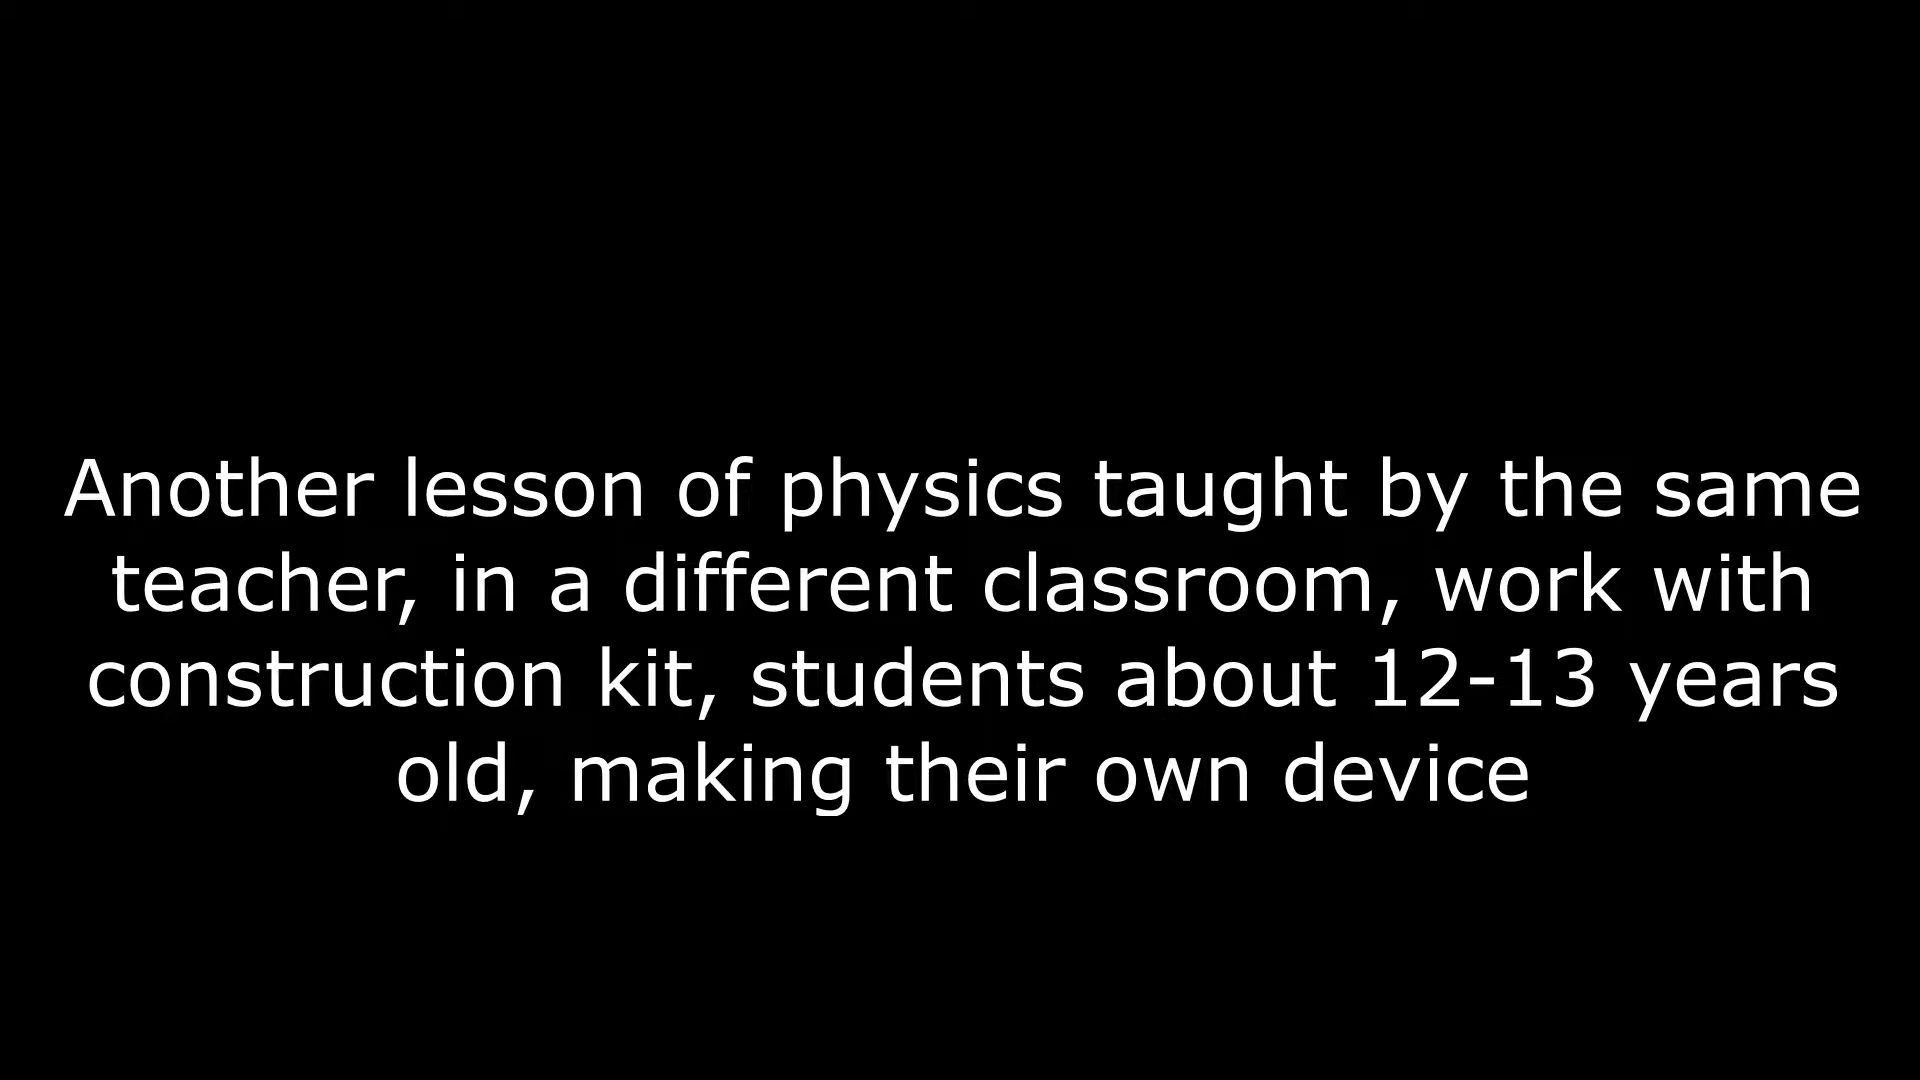 Another lesson of physics taught by the same
teacher, in a different classroom, work with
construction kit, students about 12-13 years
old, making their own device